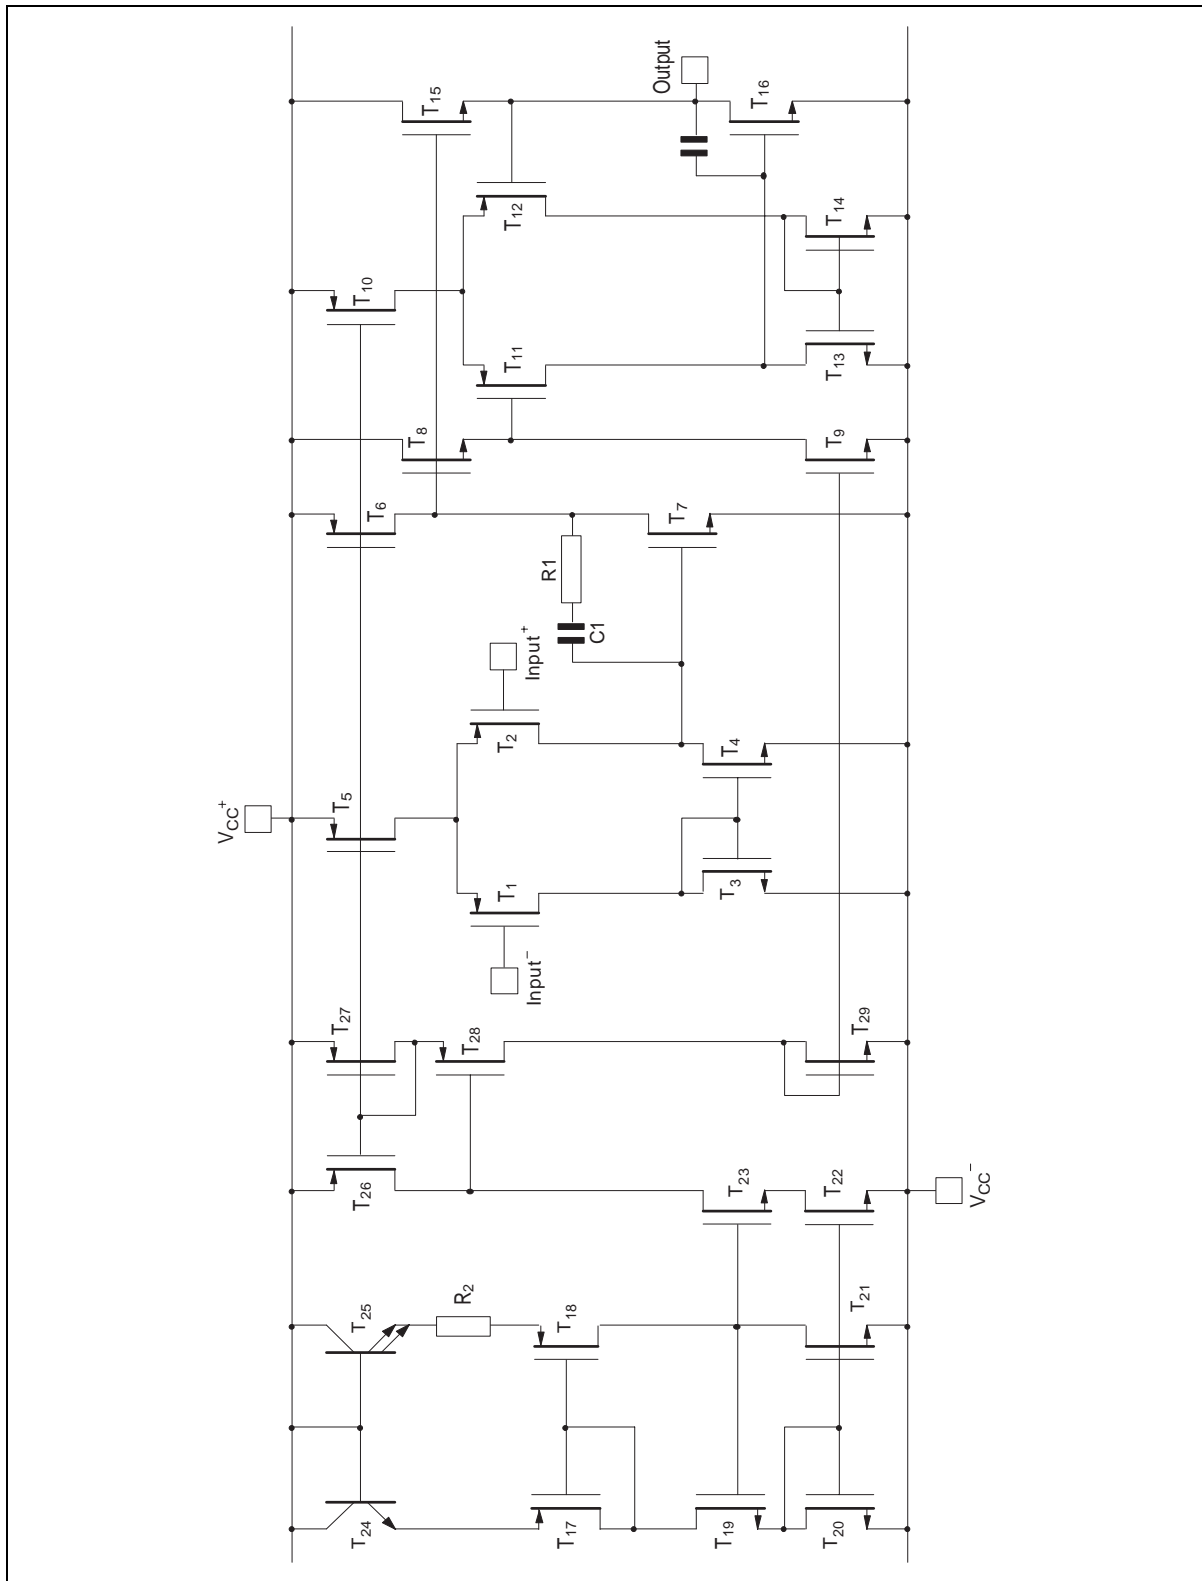 Output
T15
T16
T12
T14
T10
T11
T13
T8
T9
T6
T7
R1
C1
Input+
T2
T4
VCC+
T5
T1
T3
Input−
T27
T28
T29
T26
T23
T22
VCC−
T25
R2
T18
T21
T24
T17
T19
T20